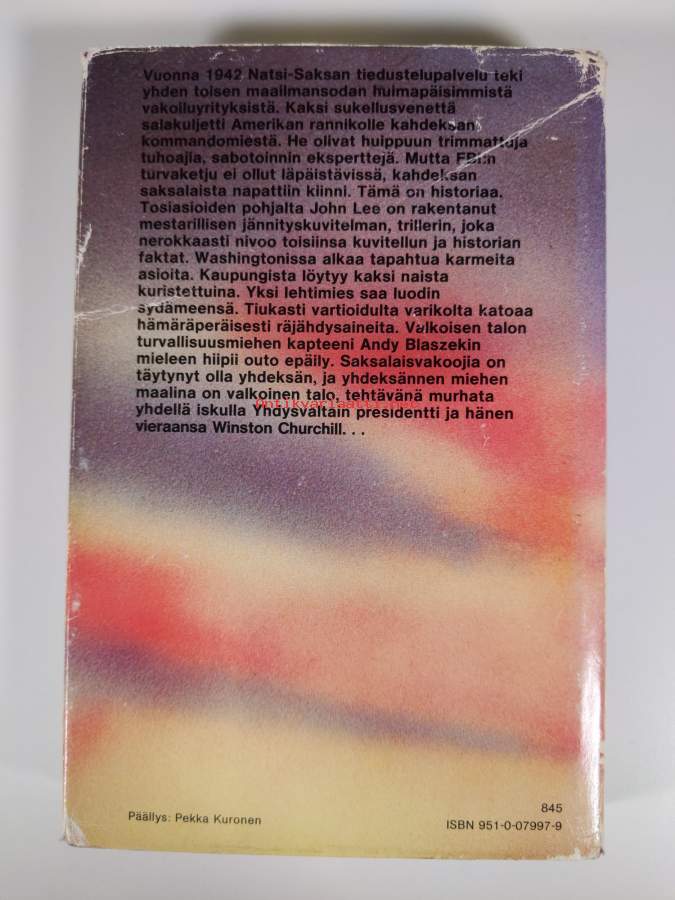 Vuonna 1942 Natsi-Saksan tiedustelupalvelu teki
yhden toisen maailmansodan huimapäisimmistä
vakoiluyrityksistä. Kaksi sukellusvenettä
salakuljetti Amerikan rannikolle kahdeksan
kommandomiestä. He olivat huippuun trimmattuja
tuhoajia, sabotoinnin eksperttejä. Mutta FBI:n
turvaketju ei ollut läpäistävissä, kahdeksan
saksalaista napattiin kiinni. Tämä on historiaa.
Tosiasioiden pohjalta John Lee on rakentanut
mestarillisen jännityskuvitelman, trillerin, joka
nerokkaasti nivoo toisiinsa kuvitellun ja historian
faktat. Washingtonissa alkaa tapahtua karmeita
asioita. Kaupungista löytyy kaksi naista
kuristettuina. Yksi lehtimies saa luodin
sydämeensä. Tiukasti vartioidulta varikolta katoaa
hämäräperäisesti räjähdysaineita. Valkoisen talon
turvallisuusmiehen kapteeni Andy Blaszekin
mieleen hiipii outo epäily. Saksalaisvakoojia on
täytynyt olla yhdeksän, ja yhdeksännen miehen
maalina on valkoinen talo, tehtävänä murhata
yhdellä iskulla Yhdysvaltain presidentti ja hänen
vieraansa Winston Churchill...
Päällys: Pekka Kuronen
845
ISBN 951-0-07997-9